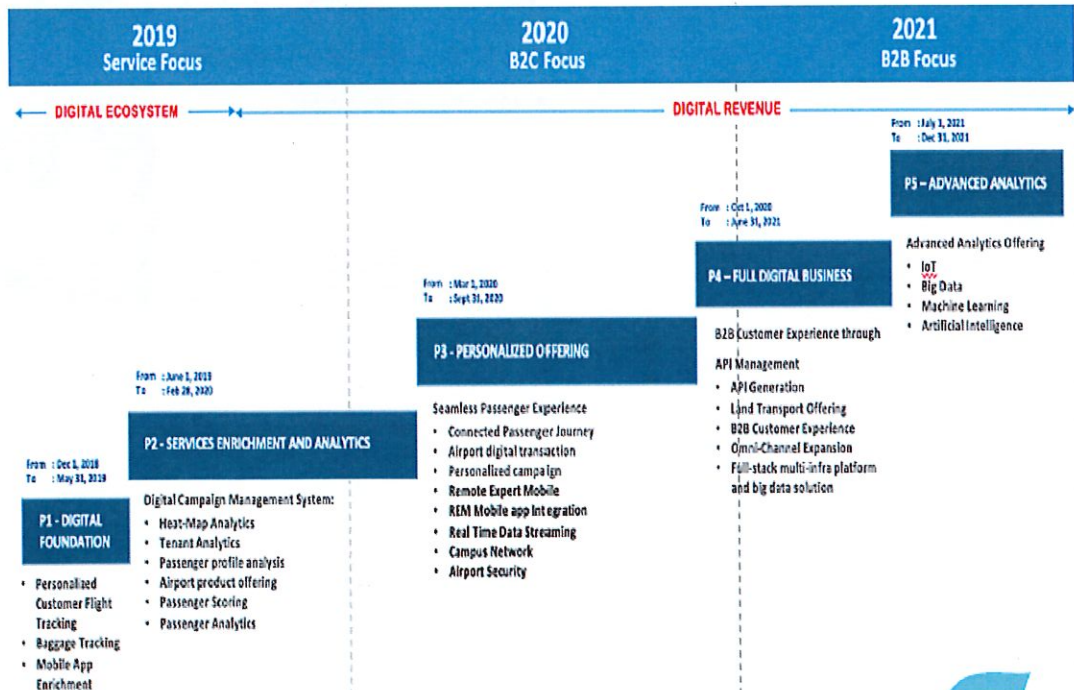 2019
Service Focus
2020
B2C Focus
2021
B2B Focus
DIGITAL ECOSYSTEM
DIGITAL REVENUE
From : Dec 1, 2018
To : May 31, 2019
P1 - DIGITAL
FOUNDATION
• Personalized
Customer Flight
Tracking
• Baggage Tracking
• Mobile App
Enrichment
From : June 1, 2019
To : Feb 28, 2020
P2 - SERVICES ENRICHMENT AND ANALYTICS
Digital Campaign Management System:
• Heat-Map Analytics
• Tenant Analytics
• Passenger profile analysis
• Airport product offering
• Passenger Scoring
• Passenger Analytics
From : Mar 1, 2020
To : Sept 31, 2020
P3 - PERSONALIZED OFFERING
Seamless Passenger Experience
• Connected Passenger Journey
• Airport digital transaction
• Personalized campaign
• Remote Expert Mobile
• REM Mobile app Integration
• Real Time Data Streaming
• Campus Network
• Airport Security
From : Oct 1, 2020
To : June 31, 2021
P4 – FULL DIGITAL BUSINESS
B2B Customer Experience through
API Management
• API Generation
• Land Transport Offering
• B2B Customer Experience
• Omni-Channel Expansion
• Full-stack multi-infra platform
and big data solution
From : July 1, 2021
To : Dec 31, 2021
P5 – ADVANCED ANALYTICS
Advanced Analytics Offering
• IoT
• Big Data
• Machine Learning
• Artificial Intelligence